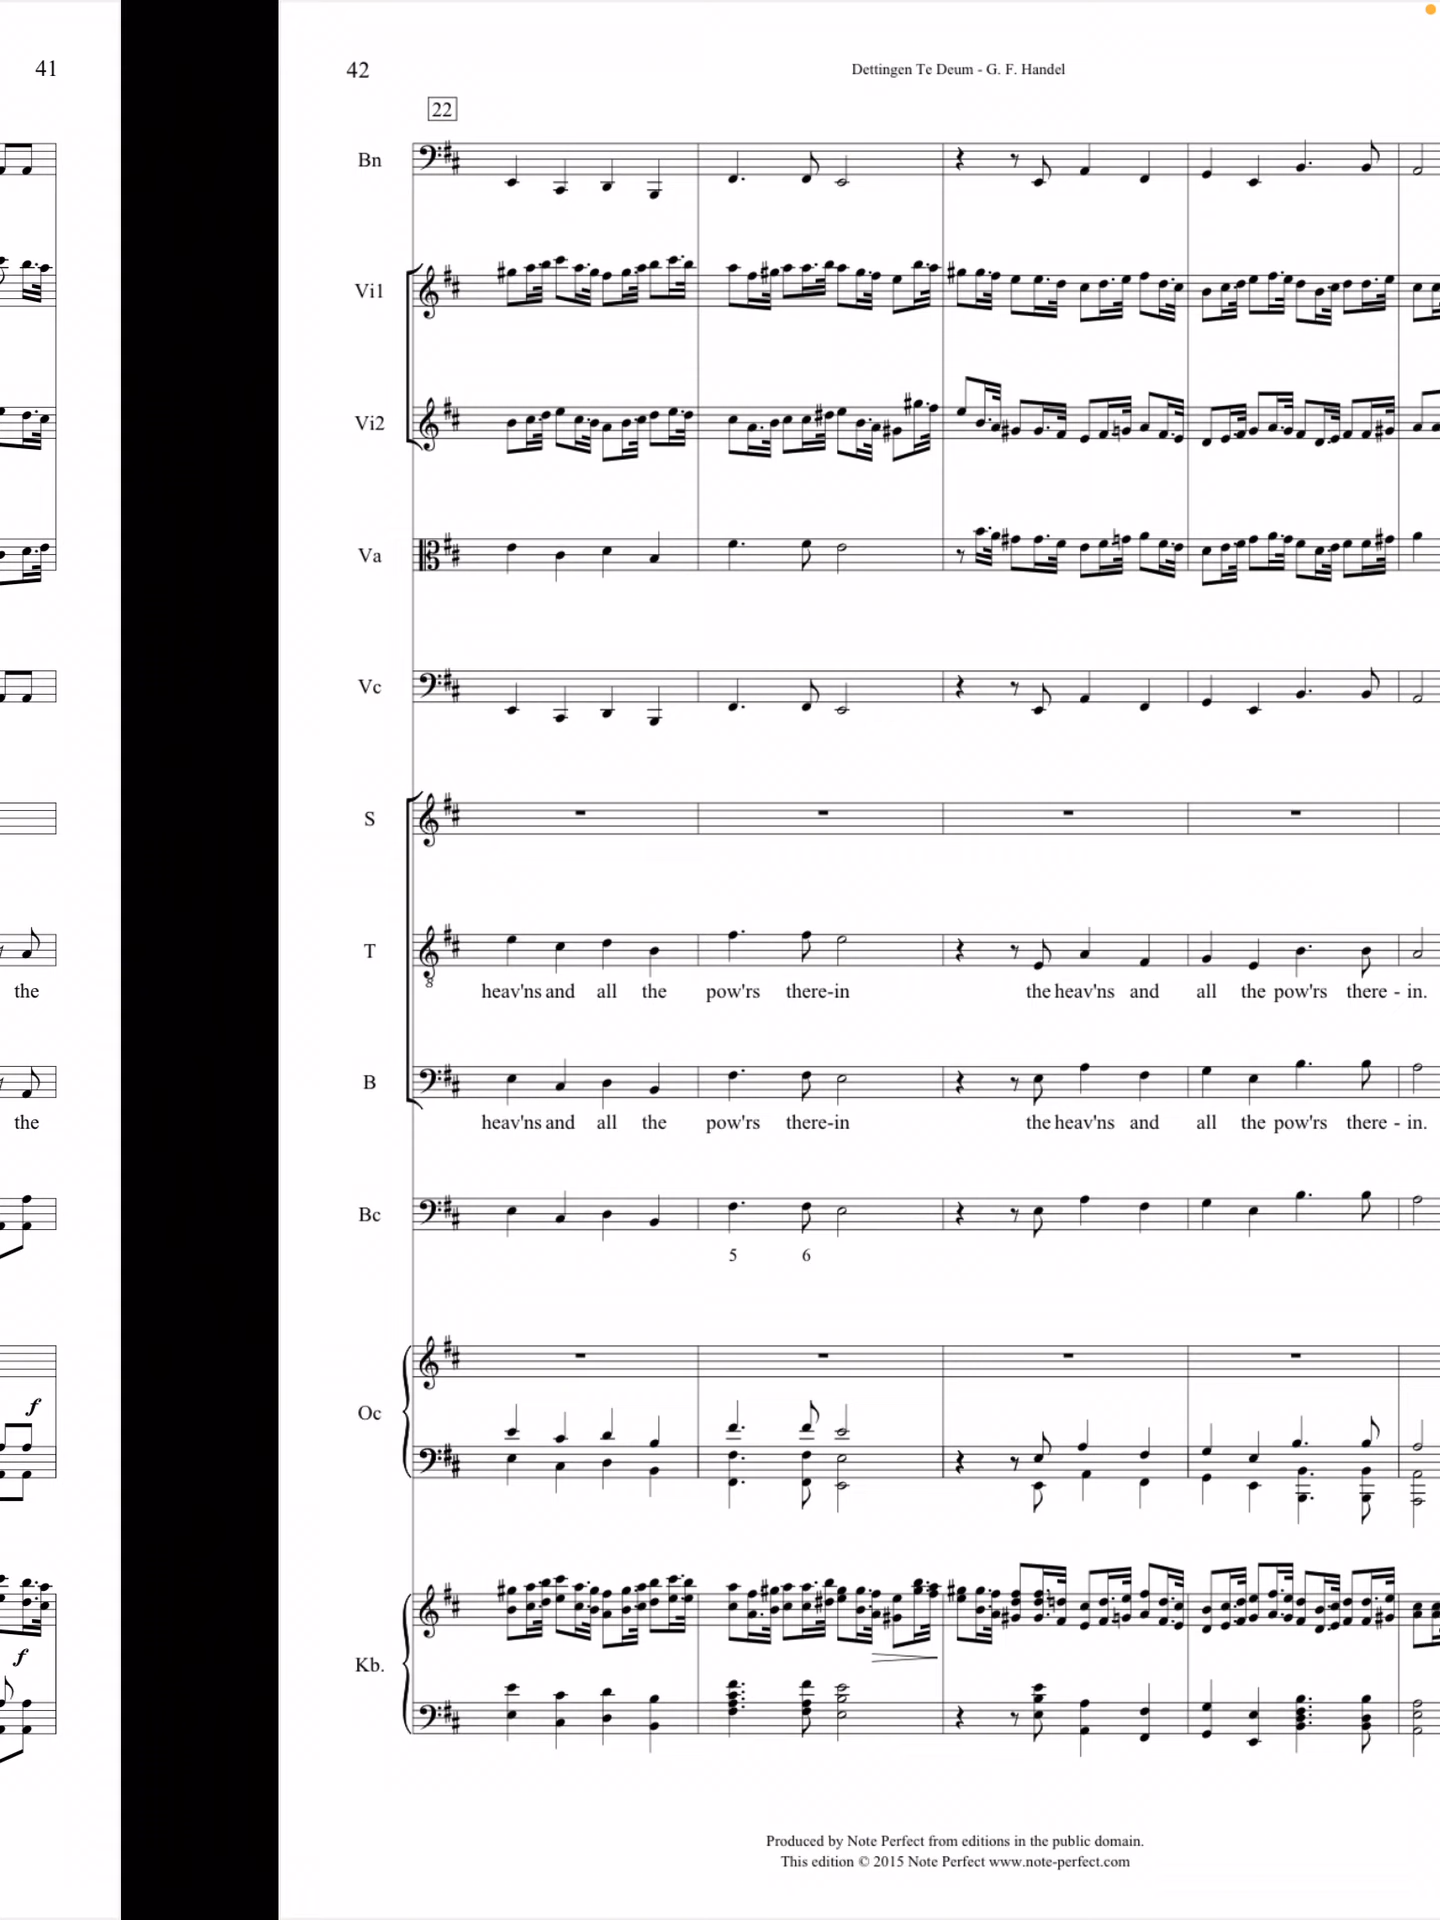 41
the
the
f
f
42
Dettingen Te Deum - G. F. Handel
22
Bn
Vi1
Vi2
Va
Vc
S
T
heav'ns and all the pow'rs there-in the heav'ns and all the pow'rs there - in.
B
heav'ns and all the pow'rs there-in the heav'ns and all the pow'rs there - in.
Bc
5 6
Oc
Kb.
Produced by Note Perfect from editions in the public domain.
This edition © 2015 Note Perfect www.note-perfect.com